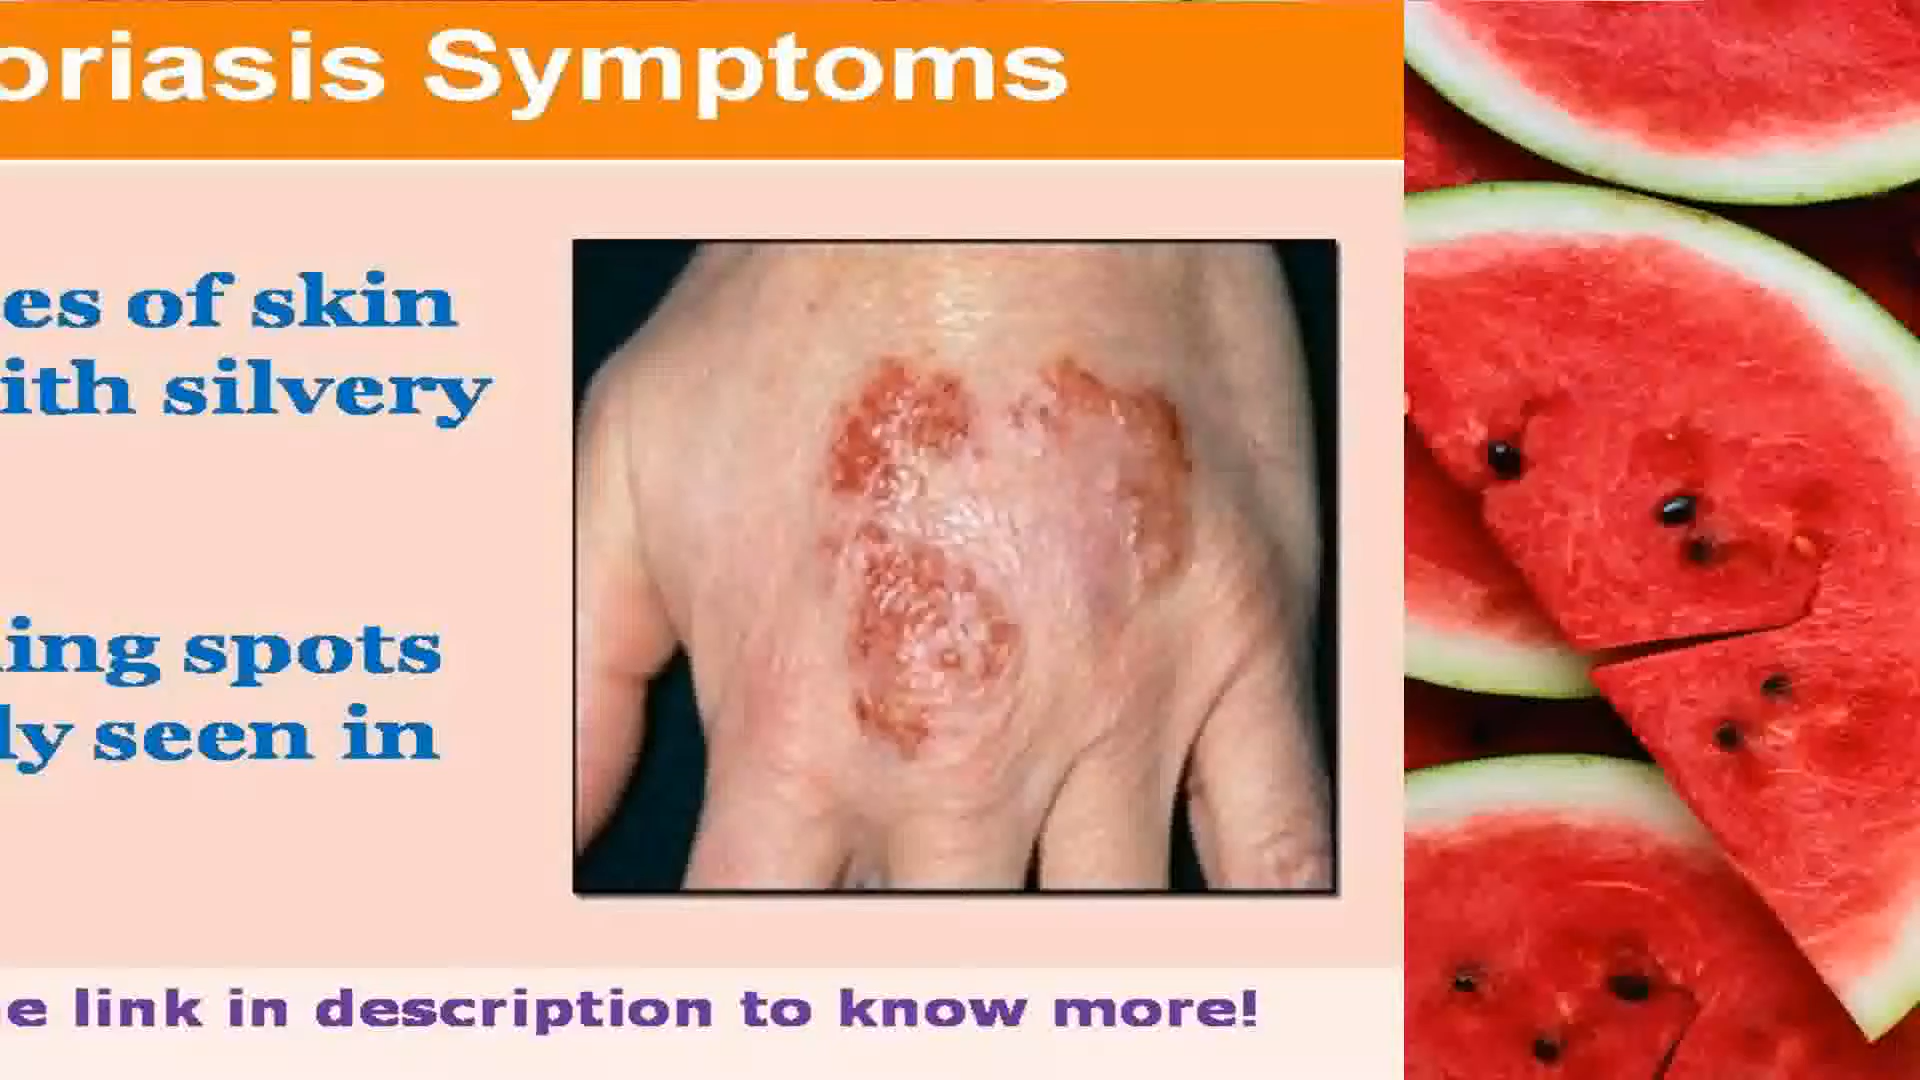 oriasis Symptoms
es of skin
ith silvery
ing spots
ly seen in
e link in description to know more!